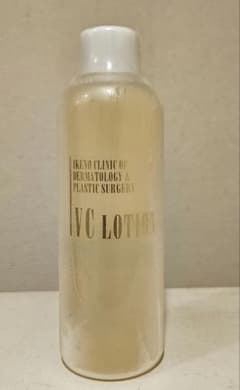 IKENO CLINIC OF
DERMATOLOGY &
PLASTIC SURGERY
VC LOTION